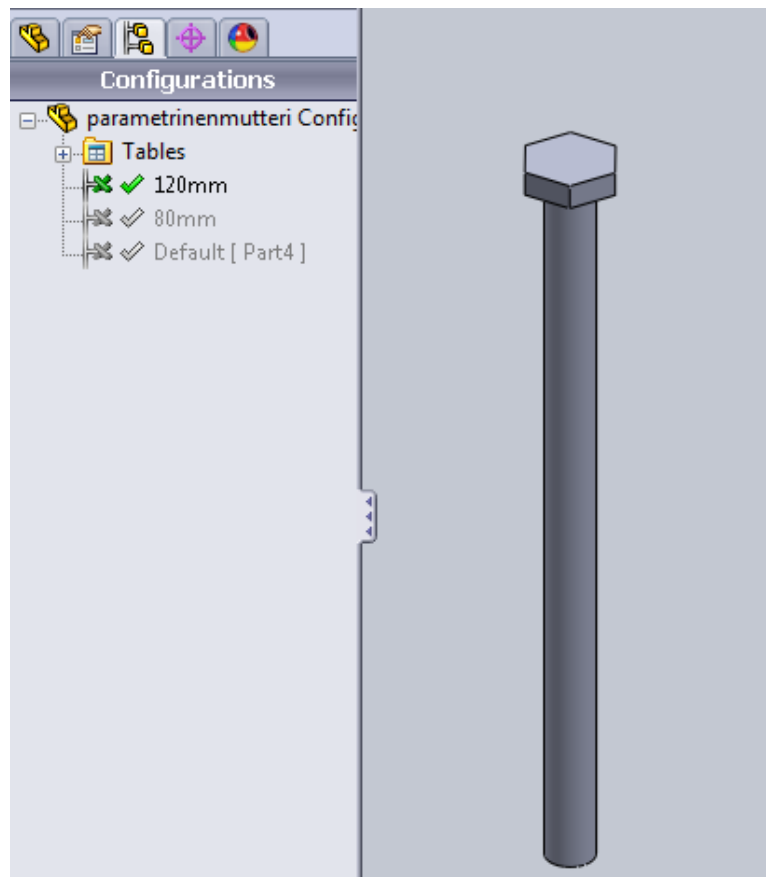 Configurations
parametrinenmutteri Config
Tables
120mm
80mm
Default [ Part4 ]